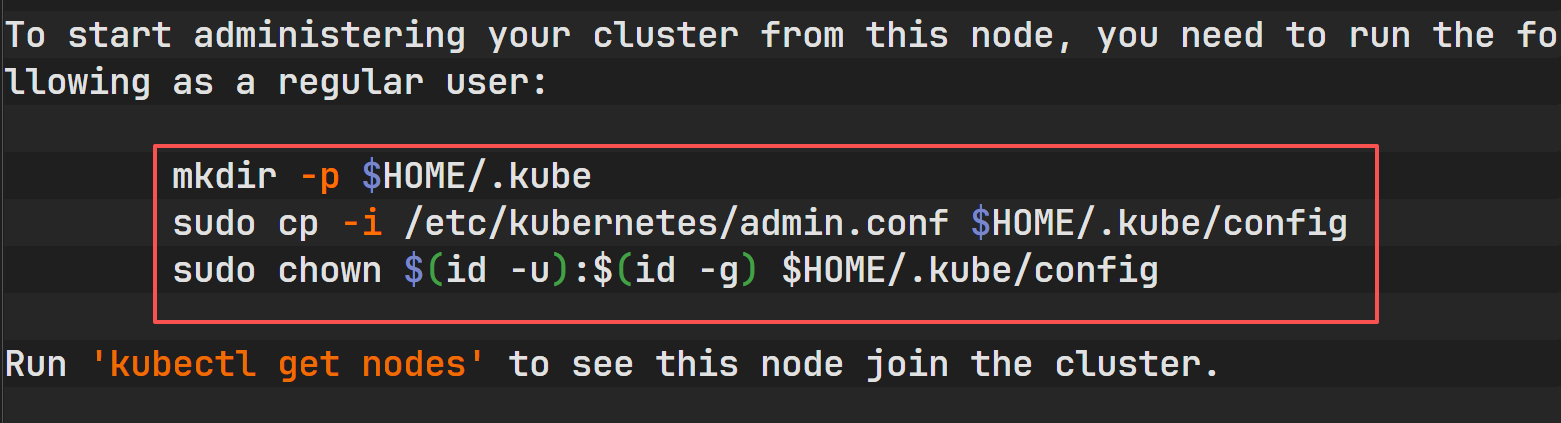 To start administering your cluster from this node, you need to run the fo
llowing as a regular user:
mkdir -p $HOME/.kube
sudo cp -i /etc/kubernetes/admin.conf $HOME/.kube/config
sudo chown $(id -u):$(id -g) $HOME/.kube/config
Run 'kubectl get nodes' to see this node join the cluster.